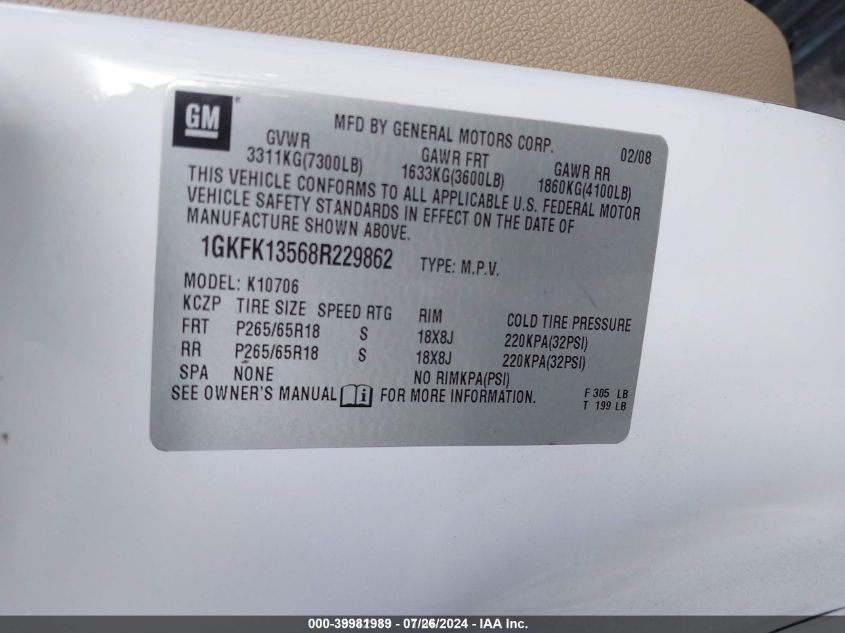 GM
MFD BY GENERAL MOTORS CORP. 02/08
GVWR GAWR FRT GAWR RR
3311KG(7300LB) 1633KG(3600LB) 1860KG(4100LB)
THIS VEHICLE CONFORMS TO ALL APPLICABLE U.S. FEDERAL MOTOR
VEHICLE SAFETY STANDARDS IN EFFECT ON THE DATE OF
MANUFACTURE SHOWN ABOVE.
1GKFK13568R229862 TYPE: M.P.V.
MODEL: K10706
KCZP TIRE SIZE SPEED RTG RIM COLD TIRE PRESSURE
FRT P265/65R18 S 18X8J 220KPA(32PSI)
RR P265/65R18 S 18X8J 220KPA(32PSI)
SPA NONE NO RIMKPA(PSI)
SEE OWNER'S MANUAL i FOR MORE INFORMATION.
F 305 LB
T 199 LB
000-39981989 - 07/26/2024 - IAA Inc.